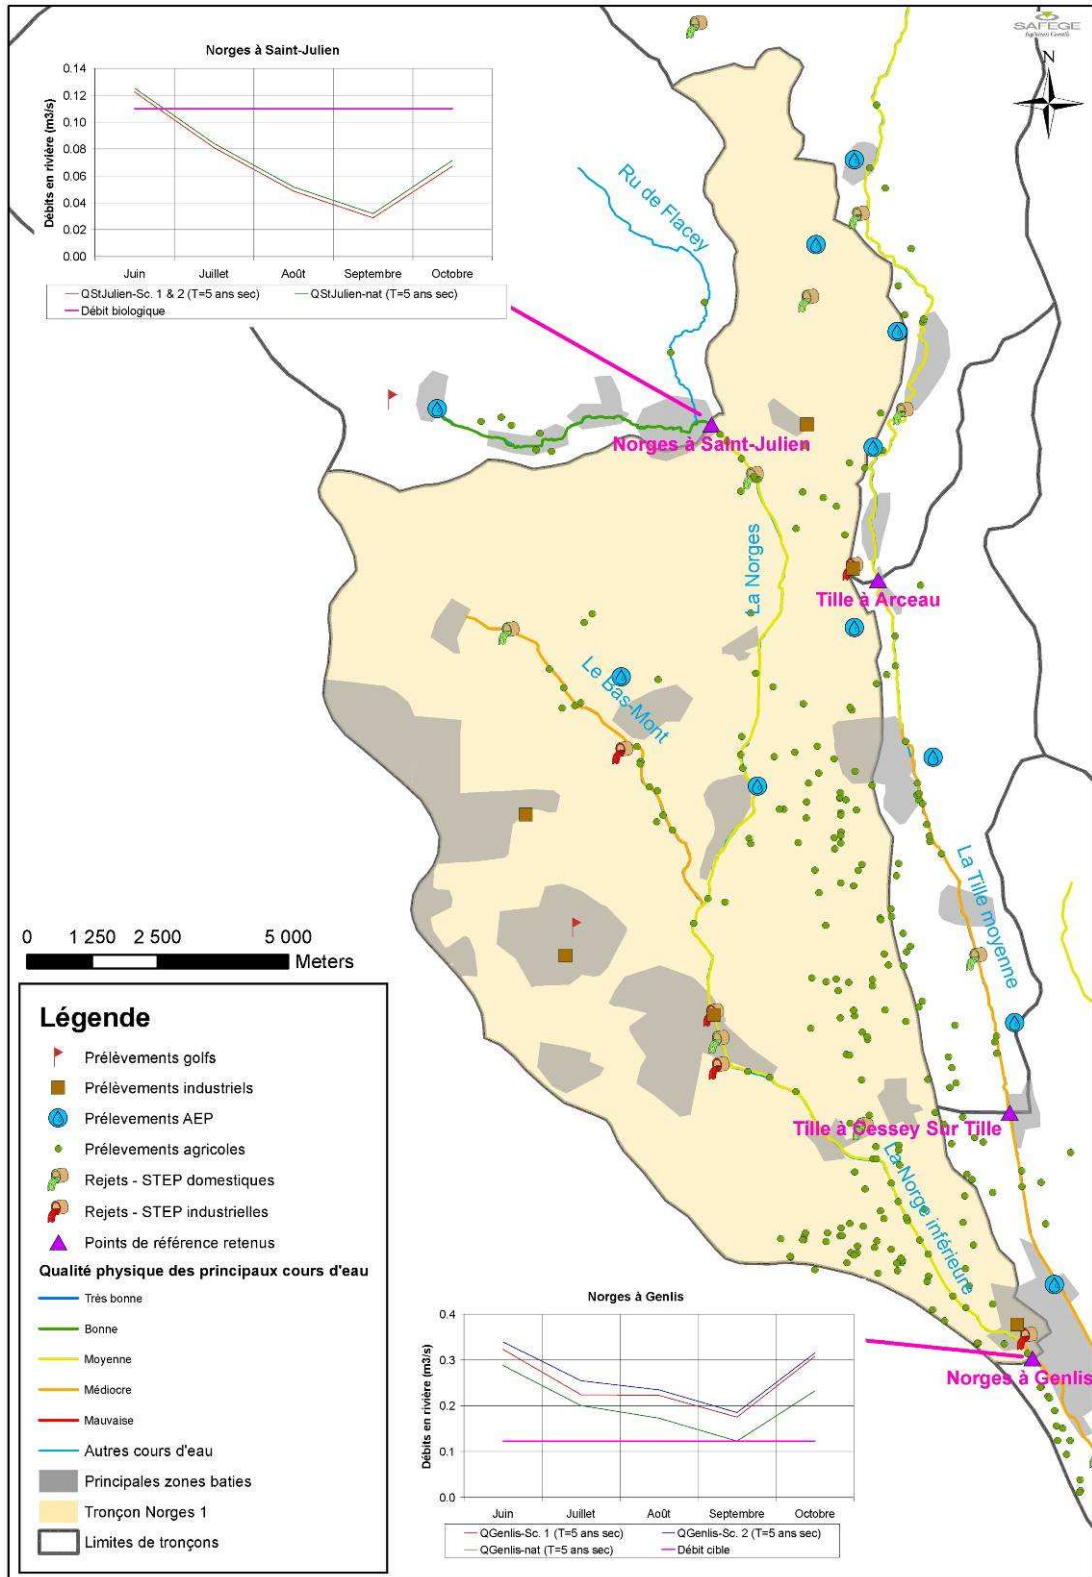 SAFEGE
Ingénieurs Conseils
N
Norges à Saint-Julien
Débits en rivière (m3/s)
0.14
0.12
0.10
0.08
0.06
0.04
0.02
0.00
Juin Juillet Août Septembre Octobre
QStJulien-Sc. 1 & 2 (T=5 ans sec) QStJulien-nat (T=5 ans sec)
Débit biologique
Ru de Flacey
Norges à Saint-Julien
La Norges
Tille à Arceau
Le Bas-Mont
La Tille moyenne
Tille à Cessey Sur Tille
La Norge inférieure
Norges à Genlis
0 1 250 2 500 5 000
Meters
Légende
Prélèvements golfs
Prélèvements industriels
Prélevements AEP
Prélevements agricoles
Rejets - STEP domestiques
Rejets - STEP industrielles
Points de référence retenus
Qualité physique des principaux cours d'eau
Très bonne
Bonne
Moyenne
Médiocre
Mauvaise
Autres cours d'eau
Principales zones baties
Tronçon Norges 1
Limites de tronçons
Norges à Genlis
Débits en rivière (m3/s)
0.4
0.3
0.2
0.1
0.0
Juin Juillet Août Septembre Octobre
QGenlis-Sc. 1 (T=5 ans sec) QGenlis-Sc. 2 (T=5 ans sec)
QGenlis-nat (T=5 ans sec) Débit cible